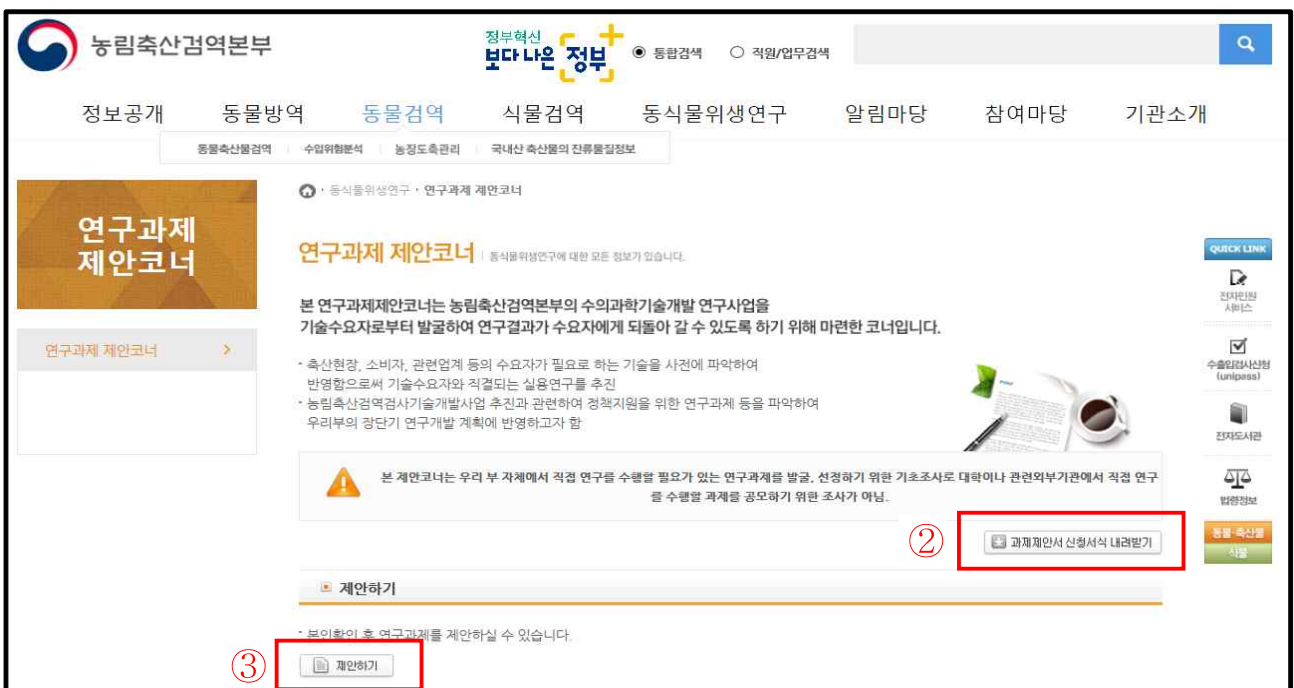 농림축산검역본부
정부혁신
보다나은 정부
통합검색 직원/업무검색
정보공개 동물방역 동물검역 식물검역 동식물위생연구 알림마당 참여마당 기관소개
동물축산물검역 수입위험분석 농장도축관리 국내산 축산물의 잔류물질정보
동식물위생연구 · 연구과제 제안코너
연구과제
제안코너
연구과제 제안코너 >
연구과제 제안코너 동식물위생연구에 대한 모든 정보가 있습니다.
본 연구과제제안코너는 농림축산검역본부의 수의과학기술개발 연구사업을
기술수요자로부터 발굴하여 연구결과가 수요자에게 되돌아 갈 수 있도록 하기 위해 마련한 코너입니다.
· 축산현장, 소비자, 관련업계 등의 수요자가 필요로 하는 기술을 사전에 파악하여
반영함으로써 기술수요자와 직결되는 실용연구를 추진
· 농림축산검역검사기술개발사업 추진과 관련하여 정책지원을 위한 연구과제 등을 파악하여
우리부의 장단기 연구개발 계획에 반영하고자 함
본 제안코너는 우리 부 자체에서 직접 연구를 수행할 필요가 있는 연구과제를 발굴, 선정하기 위한 기초조사로 대학이나 관련외부기관에서 직접 연구
를 수행할 과제를 공모하기 위한 조사가 아님.
② 과제제안서 신청서식 내려받기
제안하기
· 본인확인 후 연구과제를 제안하실 수 있습니다.
③ 제안하기
QUICK LINK
전자민원
서비스
수출입검사신청
(unipass)
전자도서관
법령정보
동물·축산물
식물